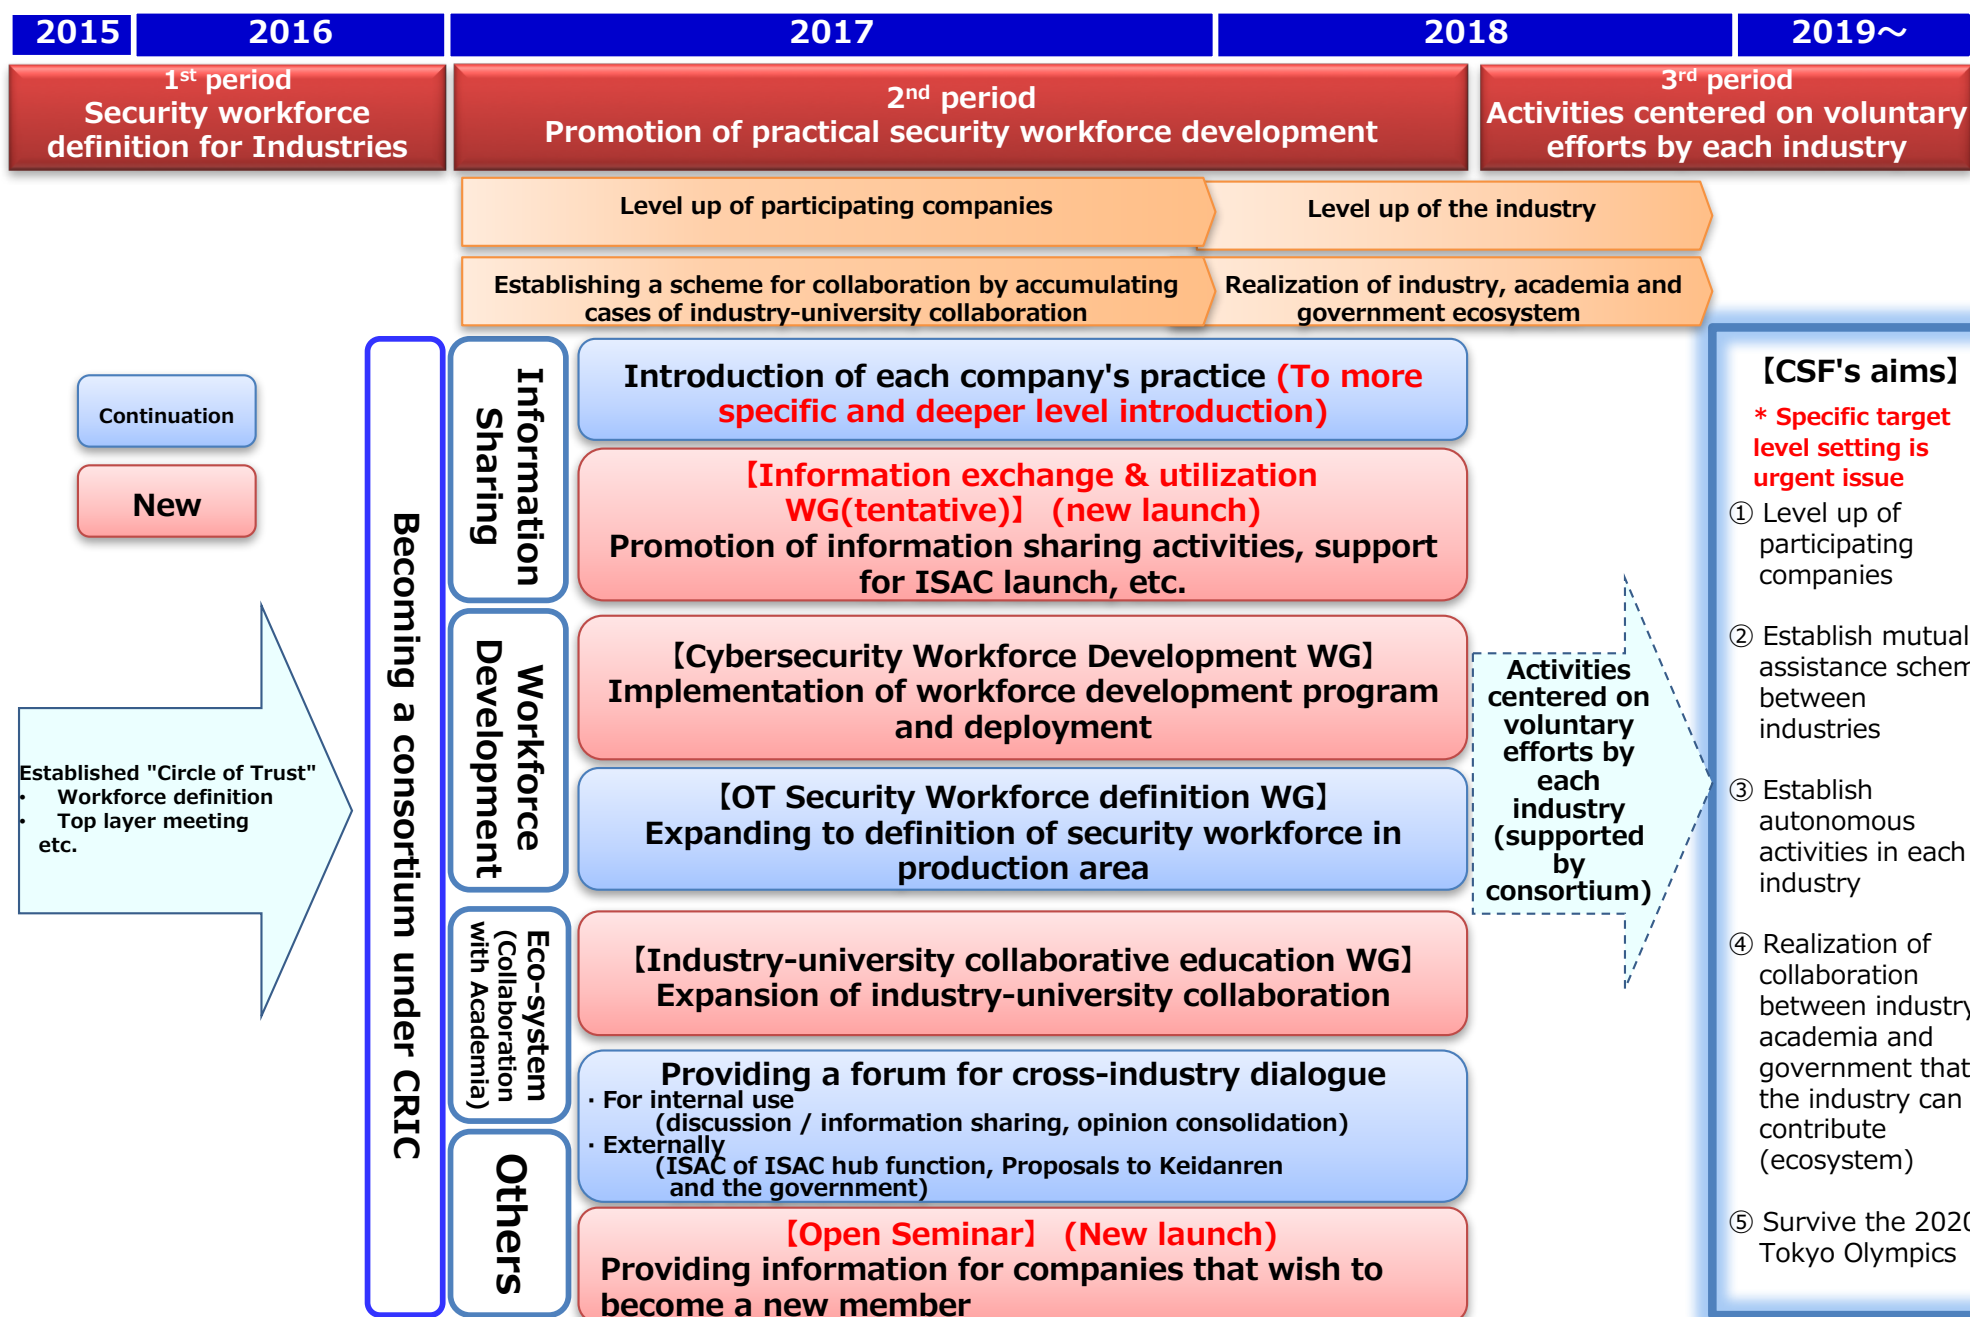 2015
2016
2017
2018
2019～
1st period
Security workforce
definition for Industries
2nd period
Promotion of practical security workforce development
3rd period
Activities centered on voluntary
efforts by each industry
Level up of participating companies
Level up of the industry
Establishing a scheme for collaboration by accumulating
cases of industry-university collaboration
Realization of industry, academia and
government ecosystem
Continuation
New
Established "Circle of Trust"
・ Workforce definition
・ Top layer meeting
etc.
Becoming a consortium under CRIC
Information
Sharing
Introduction of each company's practice (To more
specific and deeper level introduction)
【Information exchange & utilization
WG(tentative)】 (new launch)
Promotion of information sharing activities, support
for ISAC launch, etc.
Workforce
Development
【Cybersecurity Workforce Development WG】
Implementation of workforce development program
and deployment
【OT Security Workforce definition WG】
Expanding to definition of security workforce in
production area
Eco-system
(Collaboration
with Academia)
【Industry-university collaborative education WG】
Expansion of industry-university collaboration
Others
Providing a forum for cross-industry dialogue
・For internal use
(discussion / information sharing, opinion consolidation)
・Externally
(ISAC of ISAC hub function, Proposals to Keidanren
and the government)
【Open Seminar】 (New launch)
Providing information for companies that wish to
become a new member
Activities
centered on
voluntary
efforts by
each
industry
(supported
by
consortium)
【CSF's aims】
* Specific target
level setting is
urgent issue
① Level up of
participating
companies
② Establish mutual
assistance schem
between
industries
③ Establish
autonomous
activities in each
industry
④ Realization of
collaboration
between industry
academia and
government that
the industry can
contribute
(ecosystem)
⑤ Survive the 2020
Tokyo Olympics